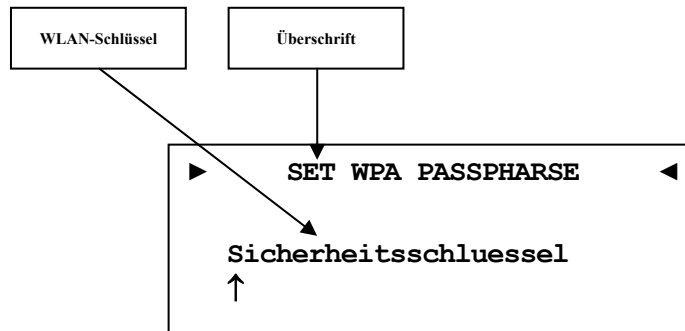 WLAN-Schlüssel
Überschrift
► SET WPA PASSPHARSE ◄
Sicherheitsschluessel
↑